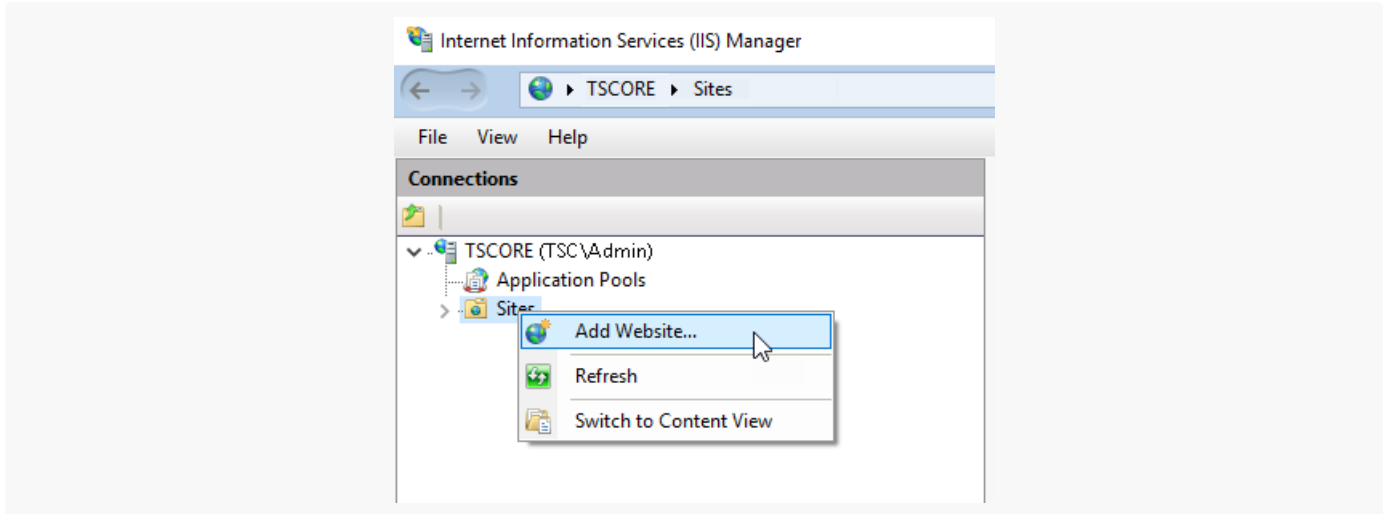 Internet Information Services (IIS) Manager
TSCORE Sites
File View Help
Connections
TSCORE (TSC\Admin)
Application Pools
Sites
Add Website...
Refresh
Switch to Content View